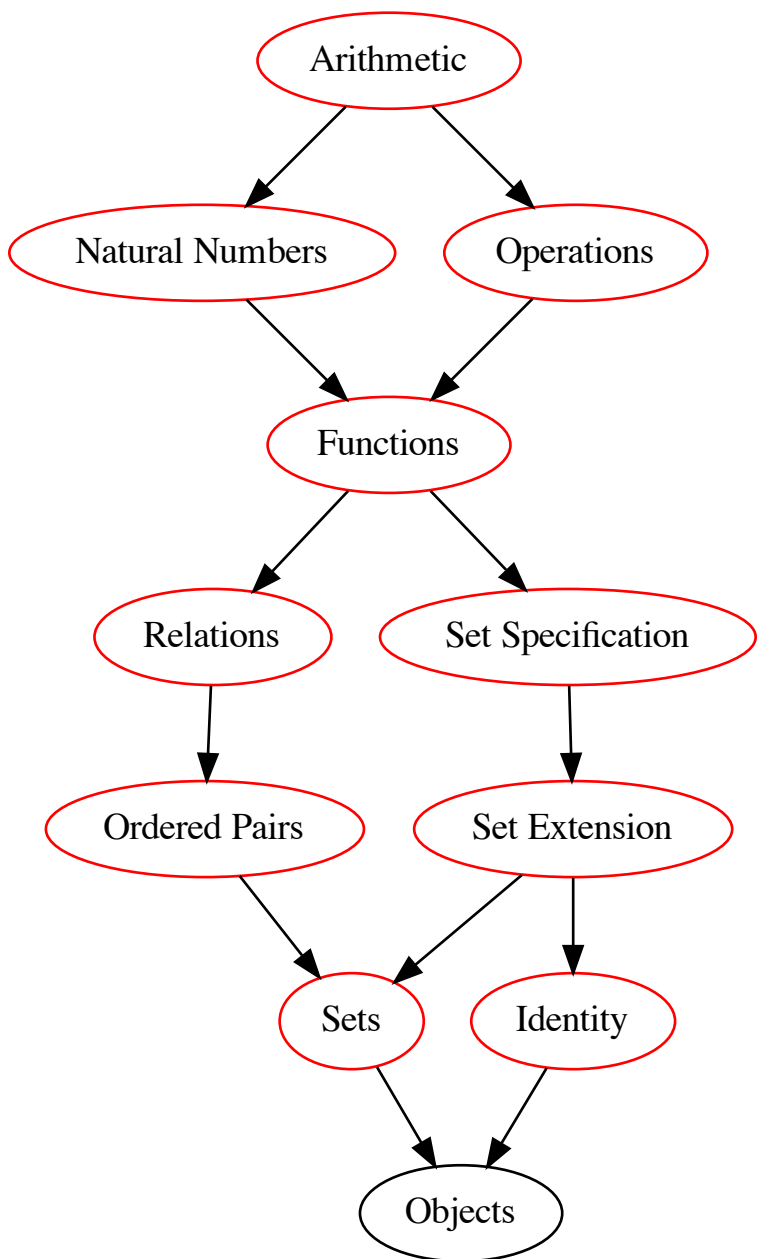 Arithmetic
Natural Numbers
Operations
Functions
Relations
Set Specification
Ordered Pairs
Set Extension
Sets
Identity
Objects